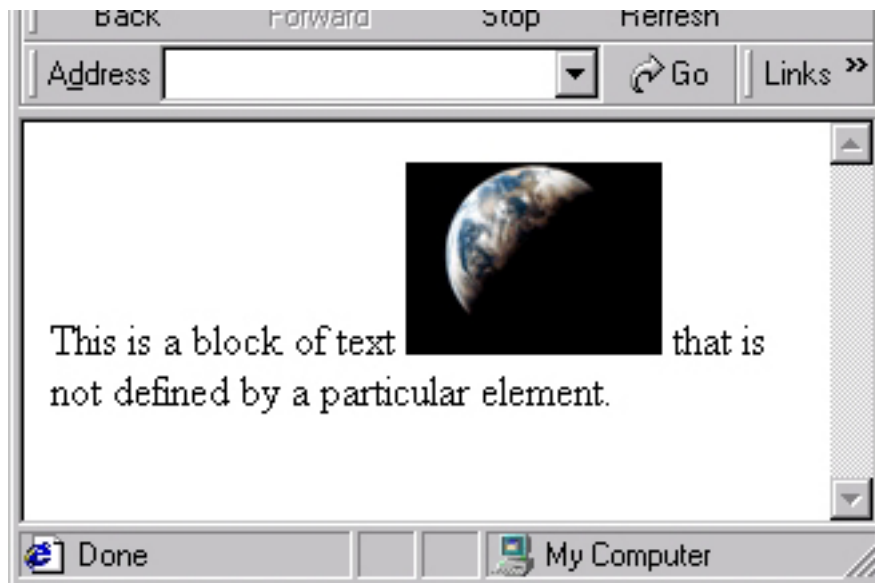 Back Forward Stop Refresh
Address Go Links »
This is a block of text that is
not defined by a particular element.
Done My Computer